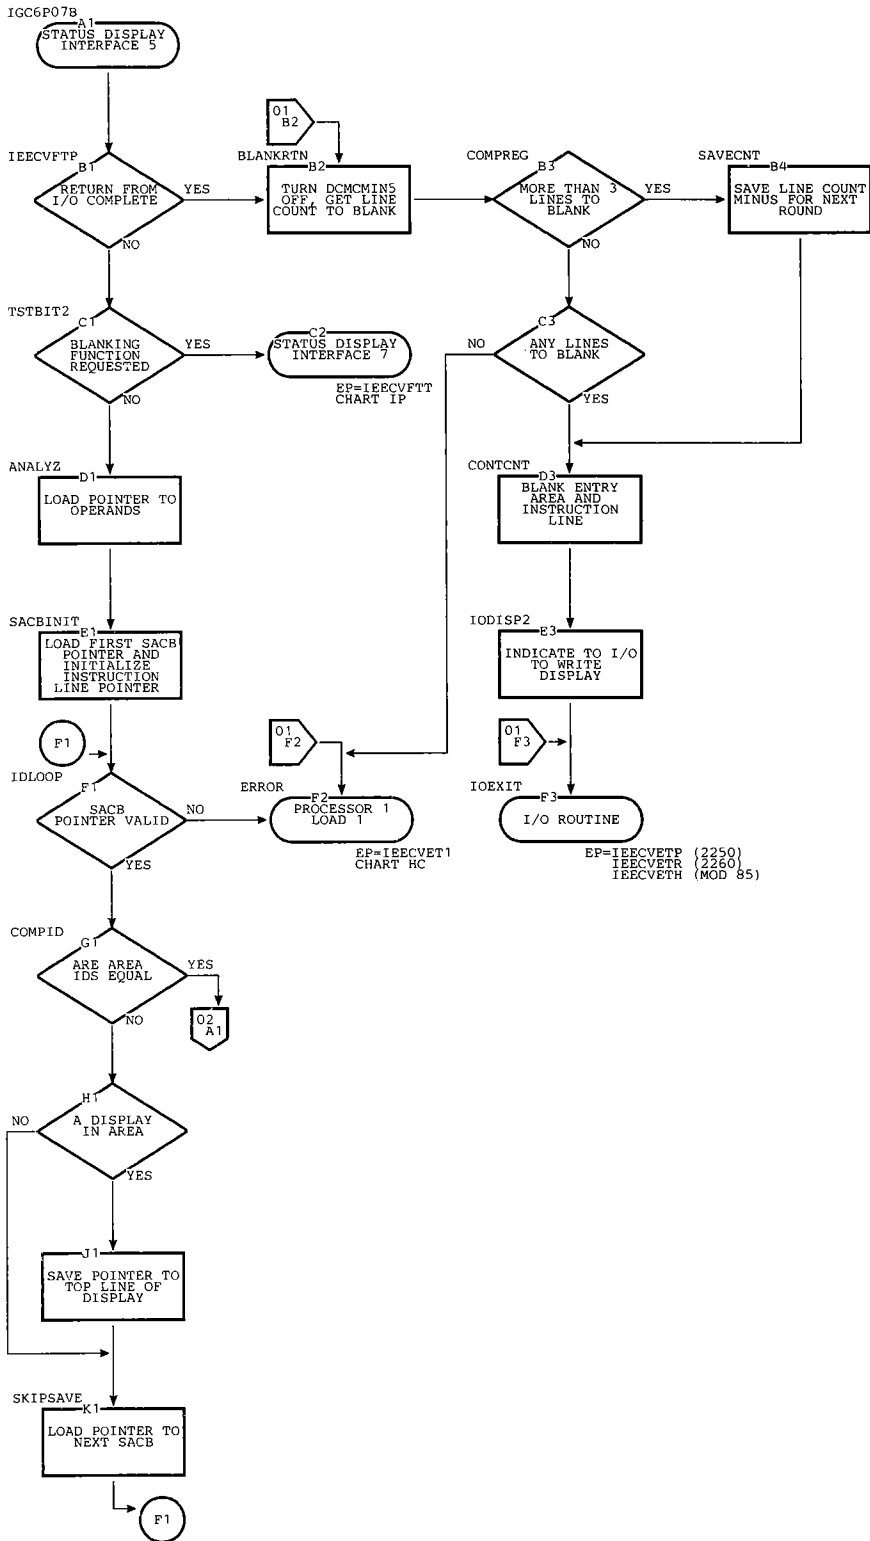 IGC6P07B
A1
STATUS DISPLAY
INTERFACE 5
01
B2
IEECVFTP
B1
RETURN FROM
I/O COMPLETE
YES
NO
BLANKRTN
B2
TURN DCMCMIN5
OFF, GET LINE
COUNT TO BLANK
COMPREG
B3
MORE THAN 3
LINES TO
BLANK
YES
NO
SAVECNT
B4
SAVE LINE COUNT
MINUS FOR NEXT
ROUND
TSTBIT2
C1
BLANKING
FUNCTION
REQUESTED
YES
NO
C2
STATUS DISPLAY
INTERFACE 7
EP=IEECVFTT
CHART IP
C3
ANY LINES
TO BLANK
NO
YES
ANALYZ
D1
LOAD POINTER TO
OPERANDS
CONTCNT
D3
BLANK ENTRY
AREA AND
INSTRUCTION
LINE
SACBINIT
E1
LOAD FIRST SACB
POINTER AND
INITIALIZE
INSTRUCTION
LINE POINTER
IODISP2
E3
INDICATE TO I/O
TO WRITE
DISPLAY
F1
01
F2
01
F3
IDLOOP
F1
SACB
POINTER VALID
NO
YES
ERROR
F2
PROCESSOR 1
LOAD 1
EP=IEECVET1
CHART HC
IOEXIT
F3
I/O ROUTINE
EP=IEECVETP (2250)
IEECVETR (2260)
IEECVETH (MOD 85)
COMPID
G1
ARE AREA
IDS EQUAL
YES
NO
02
A1
H1
A DISPLAY
IN AREA
NO
YES
J1
SAVE POINTER TO
TOP LINE OF
DISPLAY
SKIPSAVE
K1
LOAD POINTER TO
NEXT SACB
F1